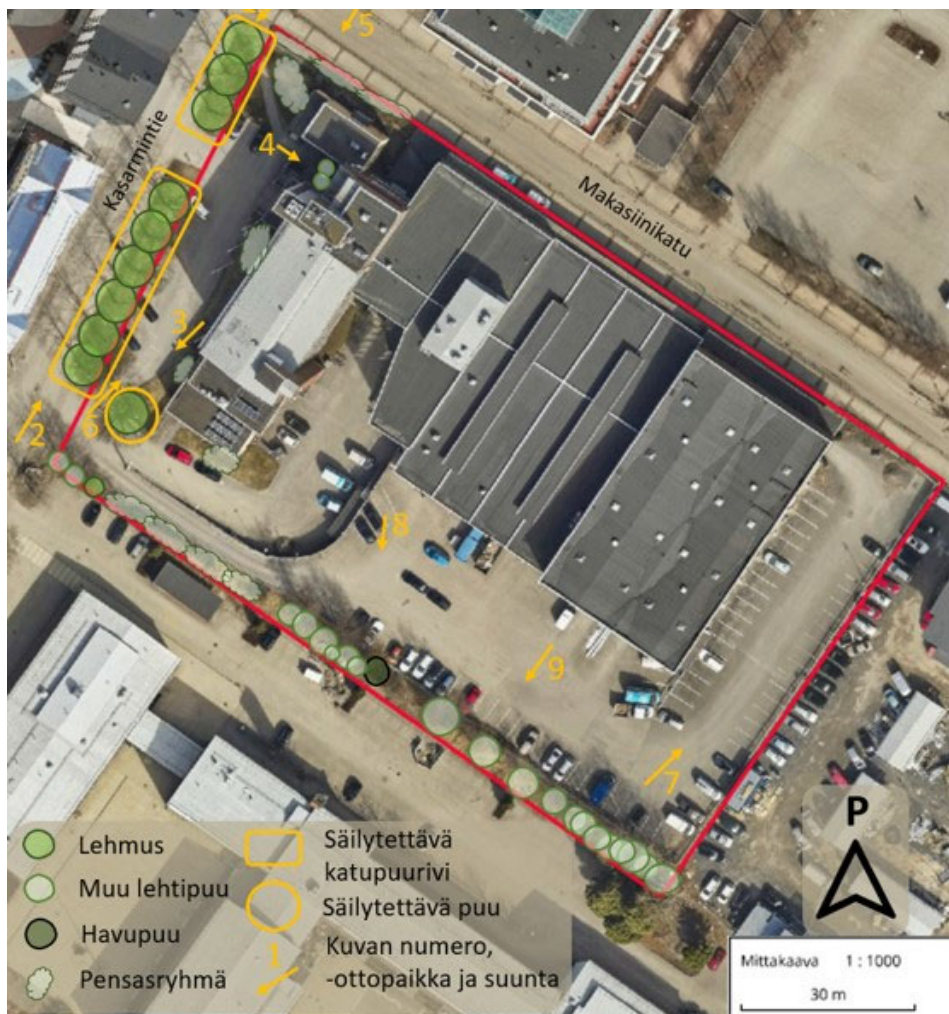 5
Kasarmintie
4
Makasiinikatu
3
2
6
8
9
7
P
Lehmus
Muu lehtipuu
Havupuu
Pensasryhmä
Säilytettävä
katupuurivi
Säilytettävä puu
1
Kuvan numero,
-ottopaikka ja suunta
Mittakaava 1 : 1000
30 m